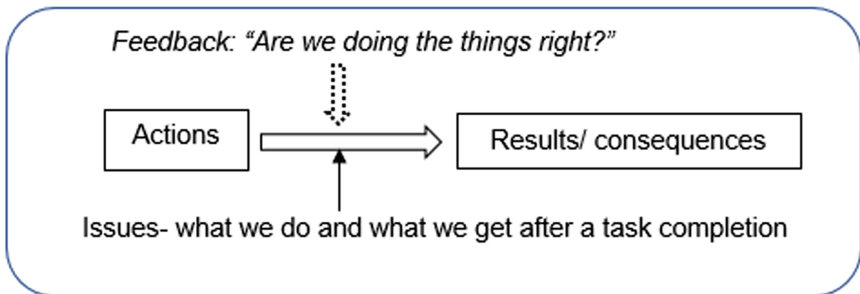 Feedback: “Are we doing the things right?”
Actions
Results/ consequences
Issues- what we do and what we get after a task completion